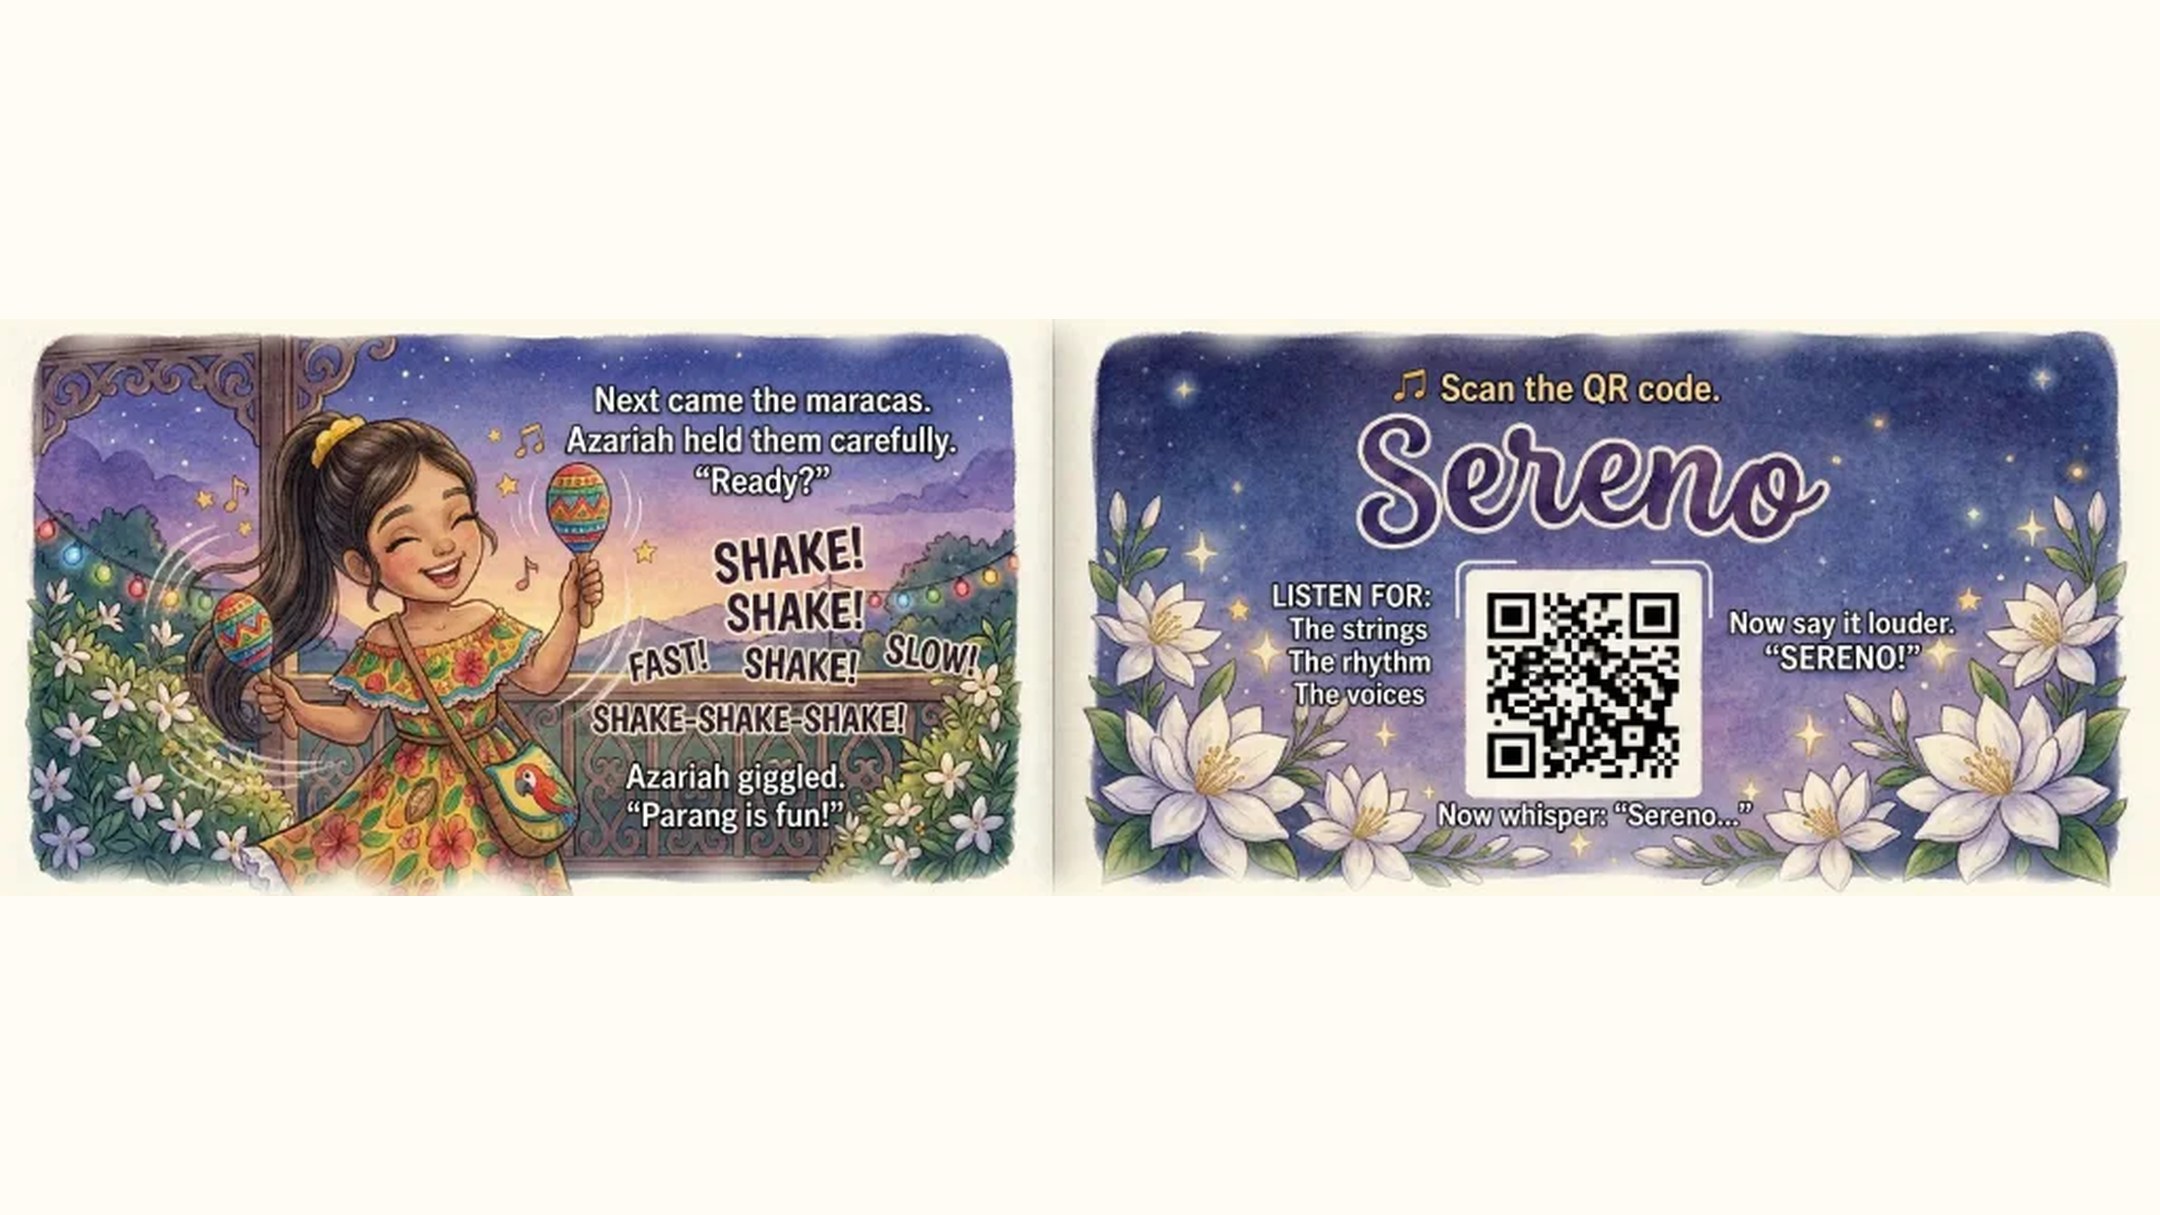 Next came the maracas.
Azariah held them carefully.
“Ready?”
SHAKE!
SHAKE!
FAST! SHAKE! SLOW!
SHAKE-SHAKE-SHAKE!
Azariah giggled.
“Parang is fun!”
Scan the QR code.
Sereno
LISTEN FOR:
The strings
The rhythm
The voices
Now say it louder.
“SERENO!”
Now whisper: “Sereno...”